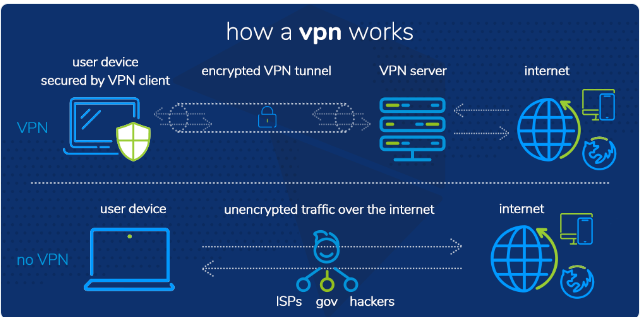 how a vpn works
user device
secured by VPN client
encrypted VPN tunnel
VPN server
internet
VPN
user device
unencrypted traffic over the internet
internet
no VPN
ISPs gov hackers